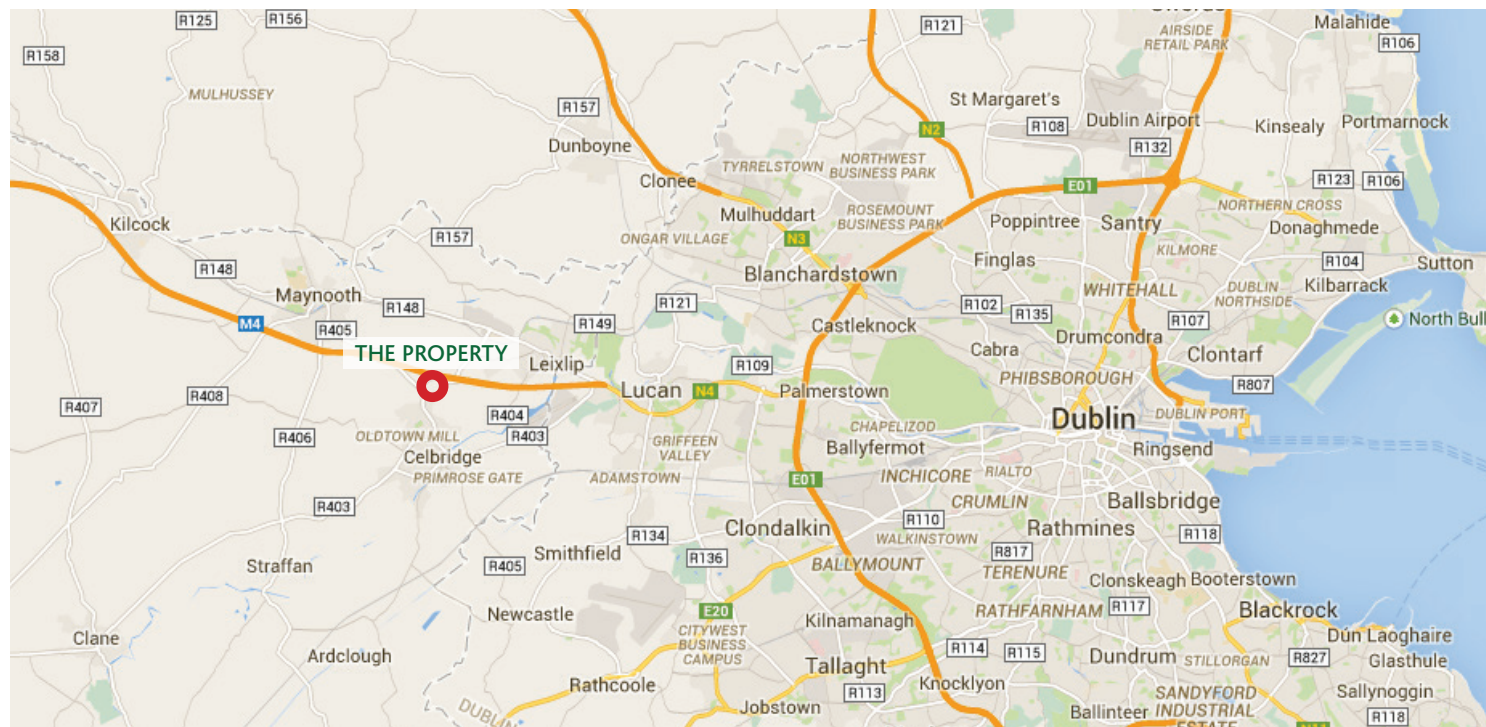 R125
R156
R121
Malahide
R158
AIRSIDE
RETAIL PARK
R106
MULHUSSEY
R157
St Margaret's
Dublin Airport
Portmarnock
N2
R108
Kinsealy
Dunboyne
R132
TYRRELSTOWN
NORTHWEST
BUSINESS PARK
Clonee
E01
R123
R106
Kilcock
Mulhuddart
ROSEMOUNT
BUSINESS PARK
Poppintree
Santry
NORTHERN CROSS
Donaghmede
R157
ONGAR VILLAGE
N3
KILMORE
R148
Blanchardstown
Finglas
R104
Sutton
Maynooth
WHITEHALL
DUBLIN
NORTHSIDE
Kilbarrack
R148
R121
R102
R135
R107
North Bull
M4
R405
R149
Castleknock
Drumcondra
THE PROPERTY
Leixlip
R109
Cabra
Clontarf
PHIBSBOROUGH
R807
R407
R408
Lucan
N4
Palmerstown
R404
Dublin
DUBLIN PORT
R406
OLDTOWN MILL
R403
CHAPELIZOD
Celbridge
GRIFFEEN
VALLEY
Ballyfermot
Ringsend
PRIMROSE GATE
ADAMSTOWN
E01
INCHICORE
RIALTO
R403
CRUMLIN
Ballsbridge
Clondalkin
R110
Rathmines
R134
WALKINSTOWN
R118
Smithfield
R136
R817
Straffan
R405
BALLYMOUNT
TERENURE
Clonskeagh
Booterstown
Newcastle
E20
RATHFARNHAM
R117
Blackrock
Kilnamanagh
Clane
CITYWEST
BUSINESS
CAMPUS
Dún Laoghaire
Ardclough
R114
R115
Dundrum
STILLORGAN
R827
Glasthule
Tallaght
Rathcoole
R113
Knocklyon
Sallynoggin
SANDYFORD
INDUSTRIAL
ESTATE
Jobstown
Ballinteer
R118
DUBLIN